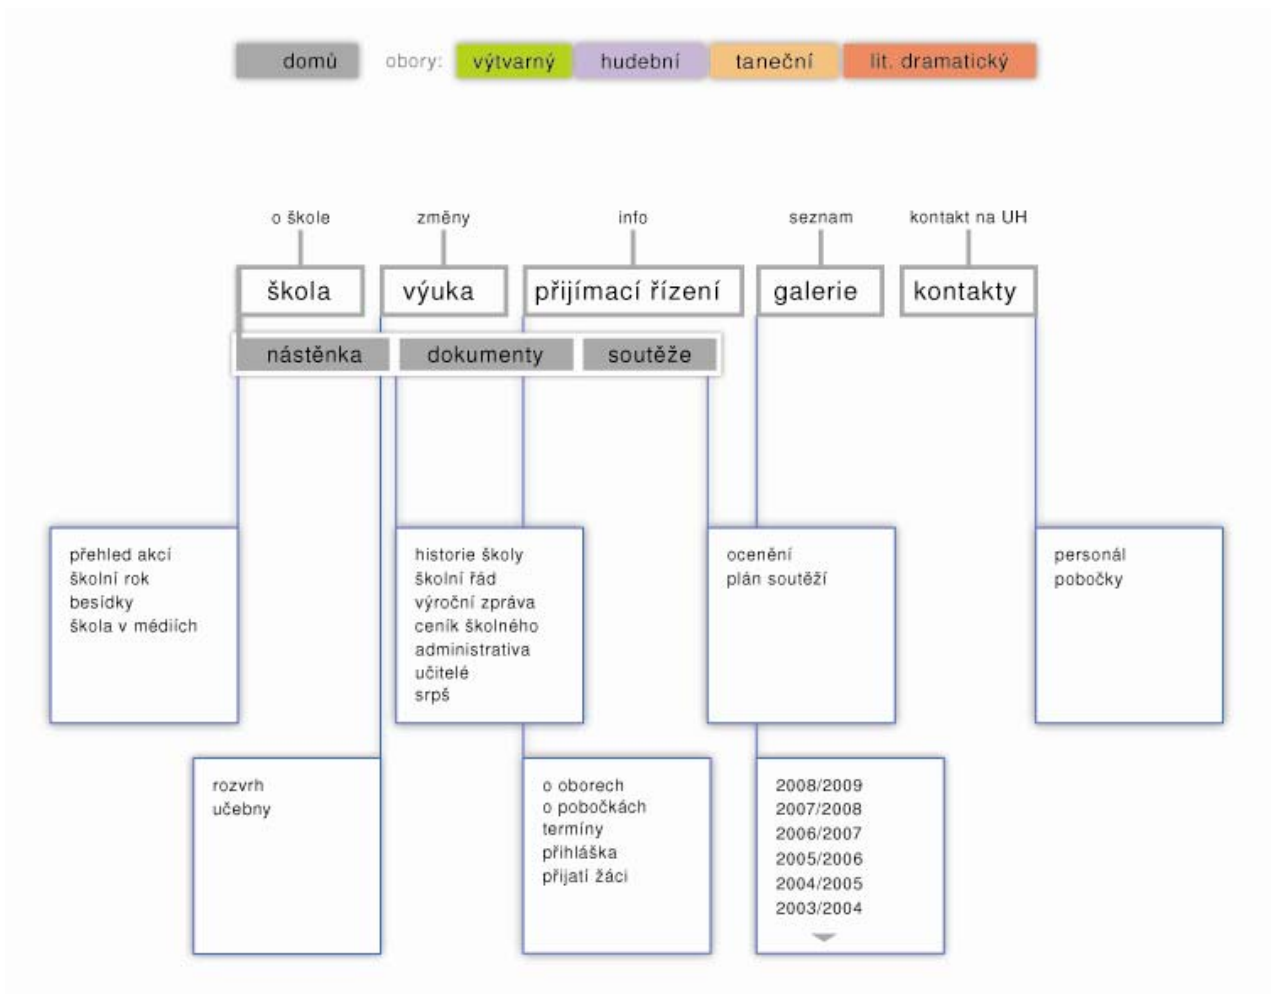 domů obory: výtvarný hudební taneční lit. dramatický
o škole změny info seznam kontakt na UH
škola výuka přijímací řízení galerie kontakty
nástěnka dokumenty soutěže
přehled akcí
školní rok
besídky
škola v médiích
historie školy
školní řád
výroční zpráva
ceník školného
administrativa
učitelé
srpš
ocenění
plán soutěží
personál
pobočky
rozvrh
učebny
o oborech
o pobočkách
termíny
přihláška
přijatí žáci
2008/2009
2007/2008
2006/2007
2005/2006
2004/2005
2003/2004